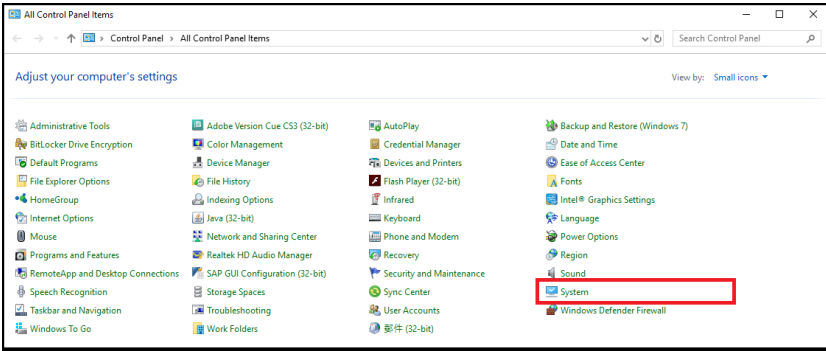 All Control Panel Items
Control Panel > All Control Panel Items
Search Control Panel
Adjust your computer's settings
View by: Small icons
Administrative Tools
Adobe Version Cue CS3 (32-bit)
AutoPlay
Backup and Restore (Windows 7)
BitLocker Drive Encryption
Color Management
Credential Manager
Date and Time
Default Programs
Device Manager
Devices and Printers
Ease of Access Center
File Explorer Options
File History
Flash Player (32-bit)
Fonts
HomeGroup
Indexing Options
Infrared
Intel® Graphics Settings
Internet Options
Java (32-bit)
Keyboard
Language
Mouse
Network and Sharing Center
Phone and Modem
Power Options
Programs and Features
Realtek HD Audio Manager
Recovery
Region
RemoteApp and Desktop Connections
SAP GUI Configuration (32-bit)
Security and Maintenance
Sound
Speech Recognition
Storage Spaces
Sync Center
System
Taskbar and Navigation
Troubleshooting
User Accounts
Windows Defender Firewall
Windows To Go
Work Folders
郵件 (32-bit)